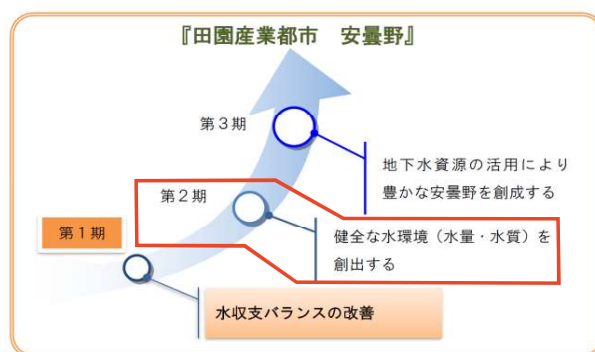 『田園産業都市　安曇野』
第３期
地下水資源の活用により
豊かな安曇野を創成する
第２期
健全な水環境（水量・水質）を
創出する
第１期
水収支バランスの改善